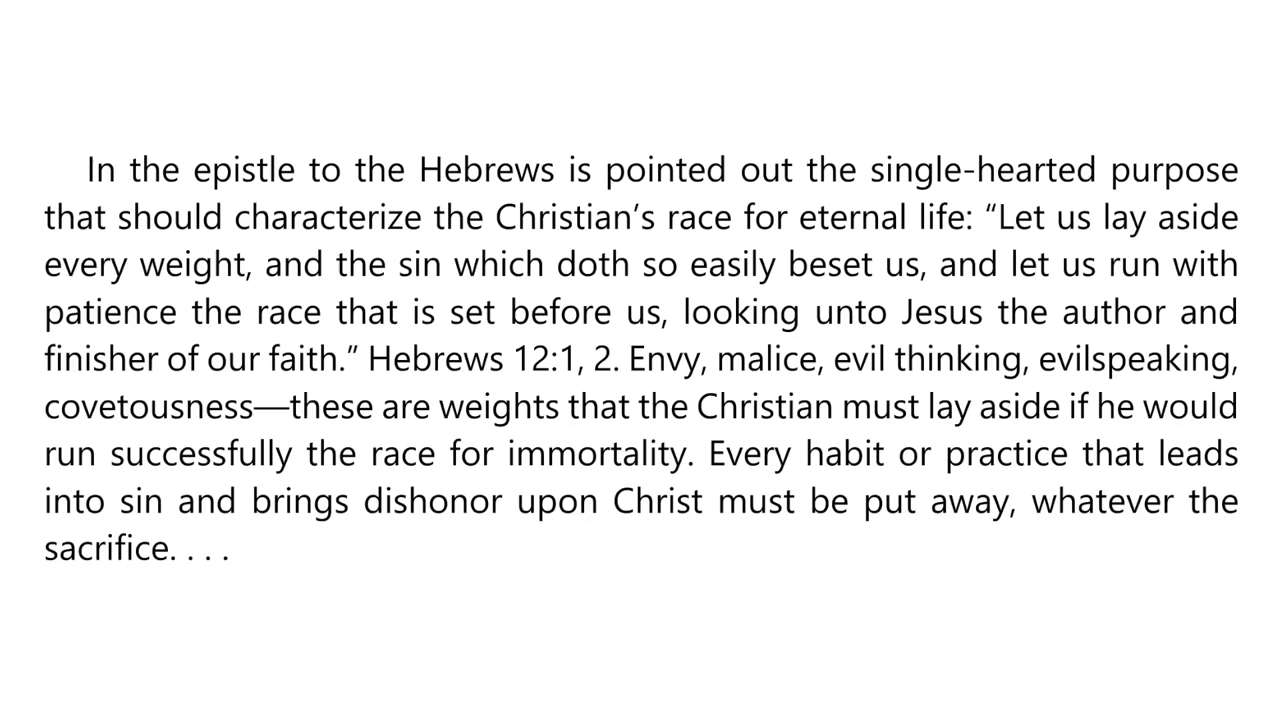 In the epistle to the Hebrews is pointed out the single-hearted purpose
that should characterize the Christian’s race for eternal life: “Let us lay aside
every weight, and the sin which doth so easily beset us, and let us run with
patience the race that is set before us, looking unto Jesus the author and
finisher of our faith.” Hebrews 12:1, 2. Envy, malice, evil thinking, evilspeaking,
covetousness—these are weights that the Christian must lay aside if he would
run successfully the race for immortality. Every habit or practice that leads
into sin and brings dishonor upon Christ must be put away, whatever the
sacrifice. . . .